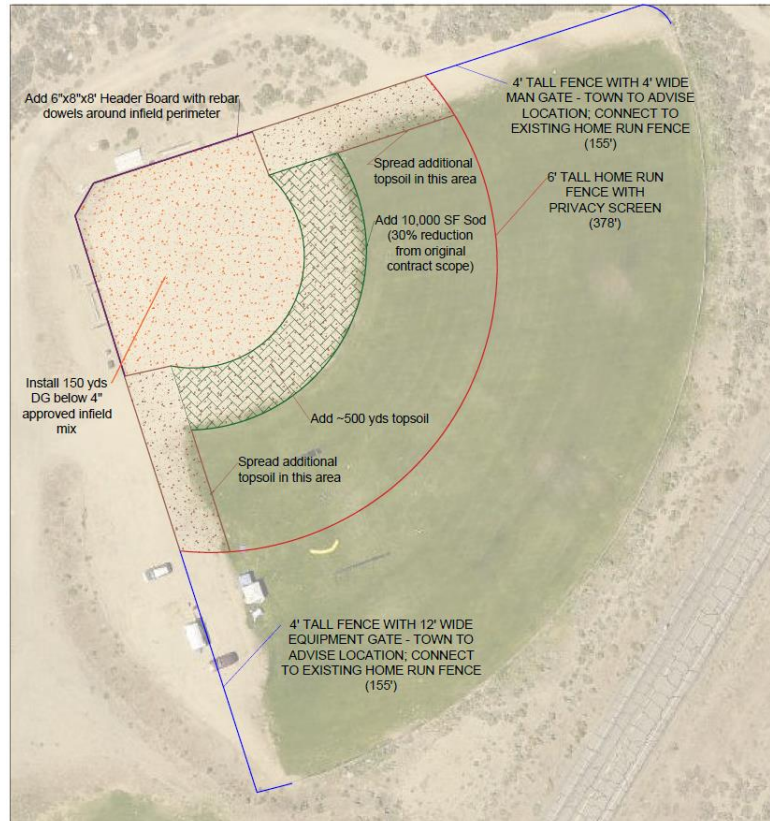 Add 6"x8"x8' Header Board with rebar
dowels around infield perimeter
4' TALL FENCE WITH 4' WIDE
MAN GATE - TOWN TO ADVISE
LOCATION; CONNECT TO
EXISTING HOME RUN FENCE
(155')
Spread additional
topsoil in this area
6' TALL HOME RUN
FENCE WITH
PRIVACY SCREEN
(378')
Add 10,000 SF Sod
(30% reduction
from original
contract scope)
Install 150 yds
DG below 4"
approved infield
mix
Add ~500 yds topsoil
Spread additional
topsoil in this area
4' TALL FENCE WITH 12' WIDE
EQUIPMENT GATE - TOWN TO
ADVISE LOCATION; CONNECT
TO EXISTING HOME RUN FENCE
(155')